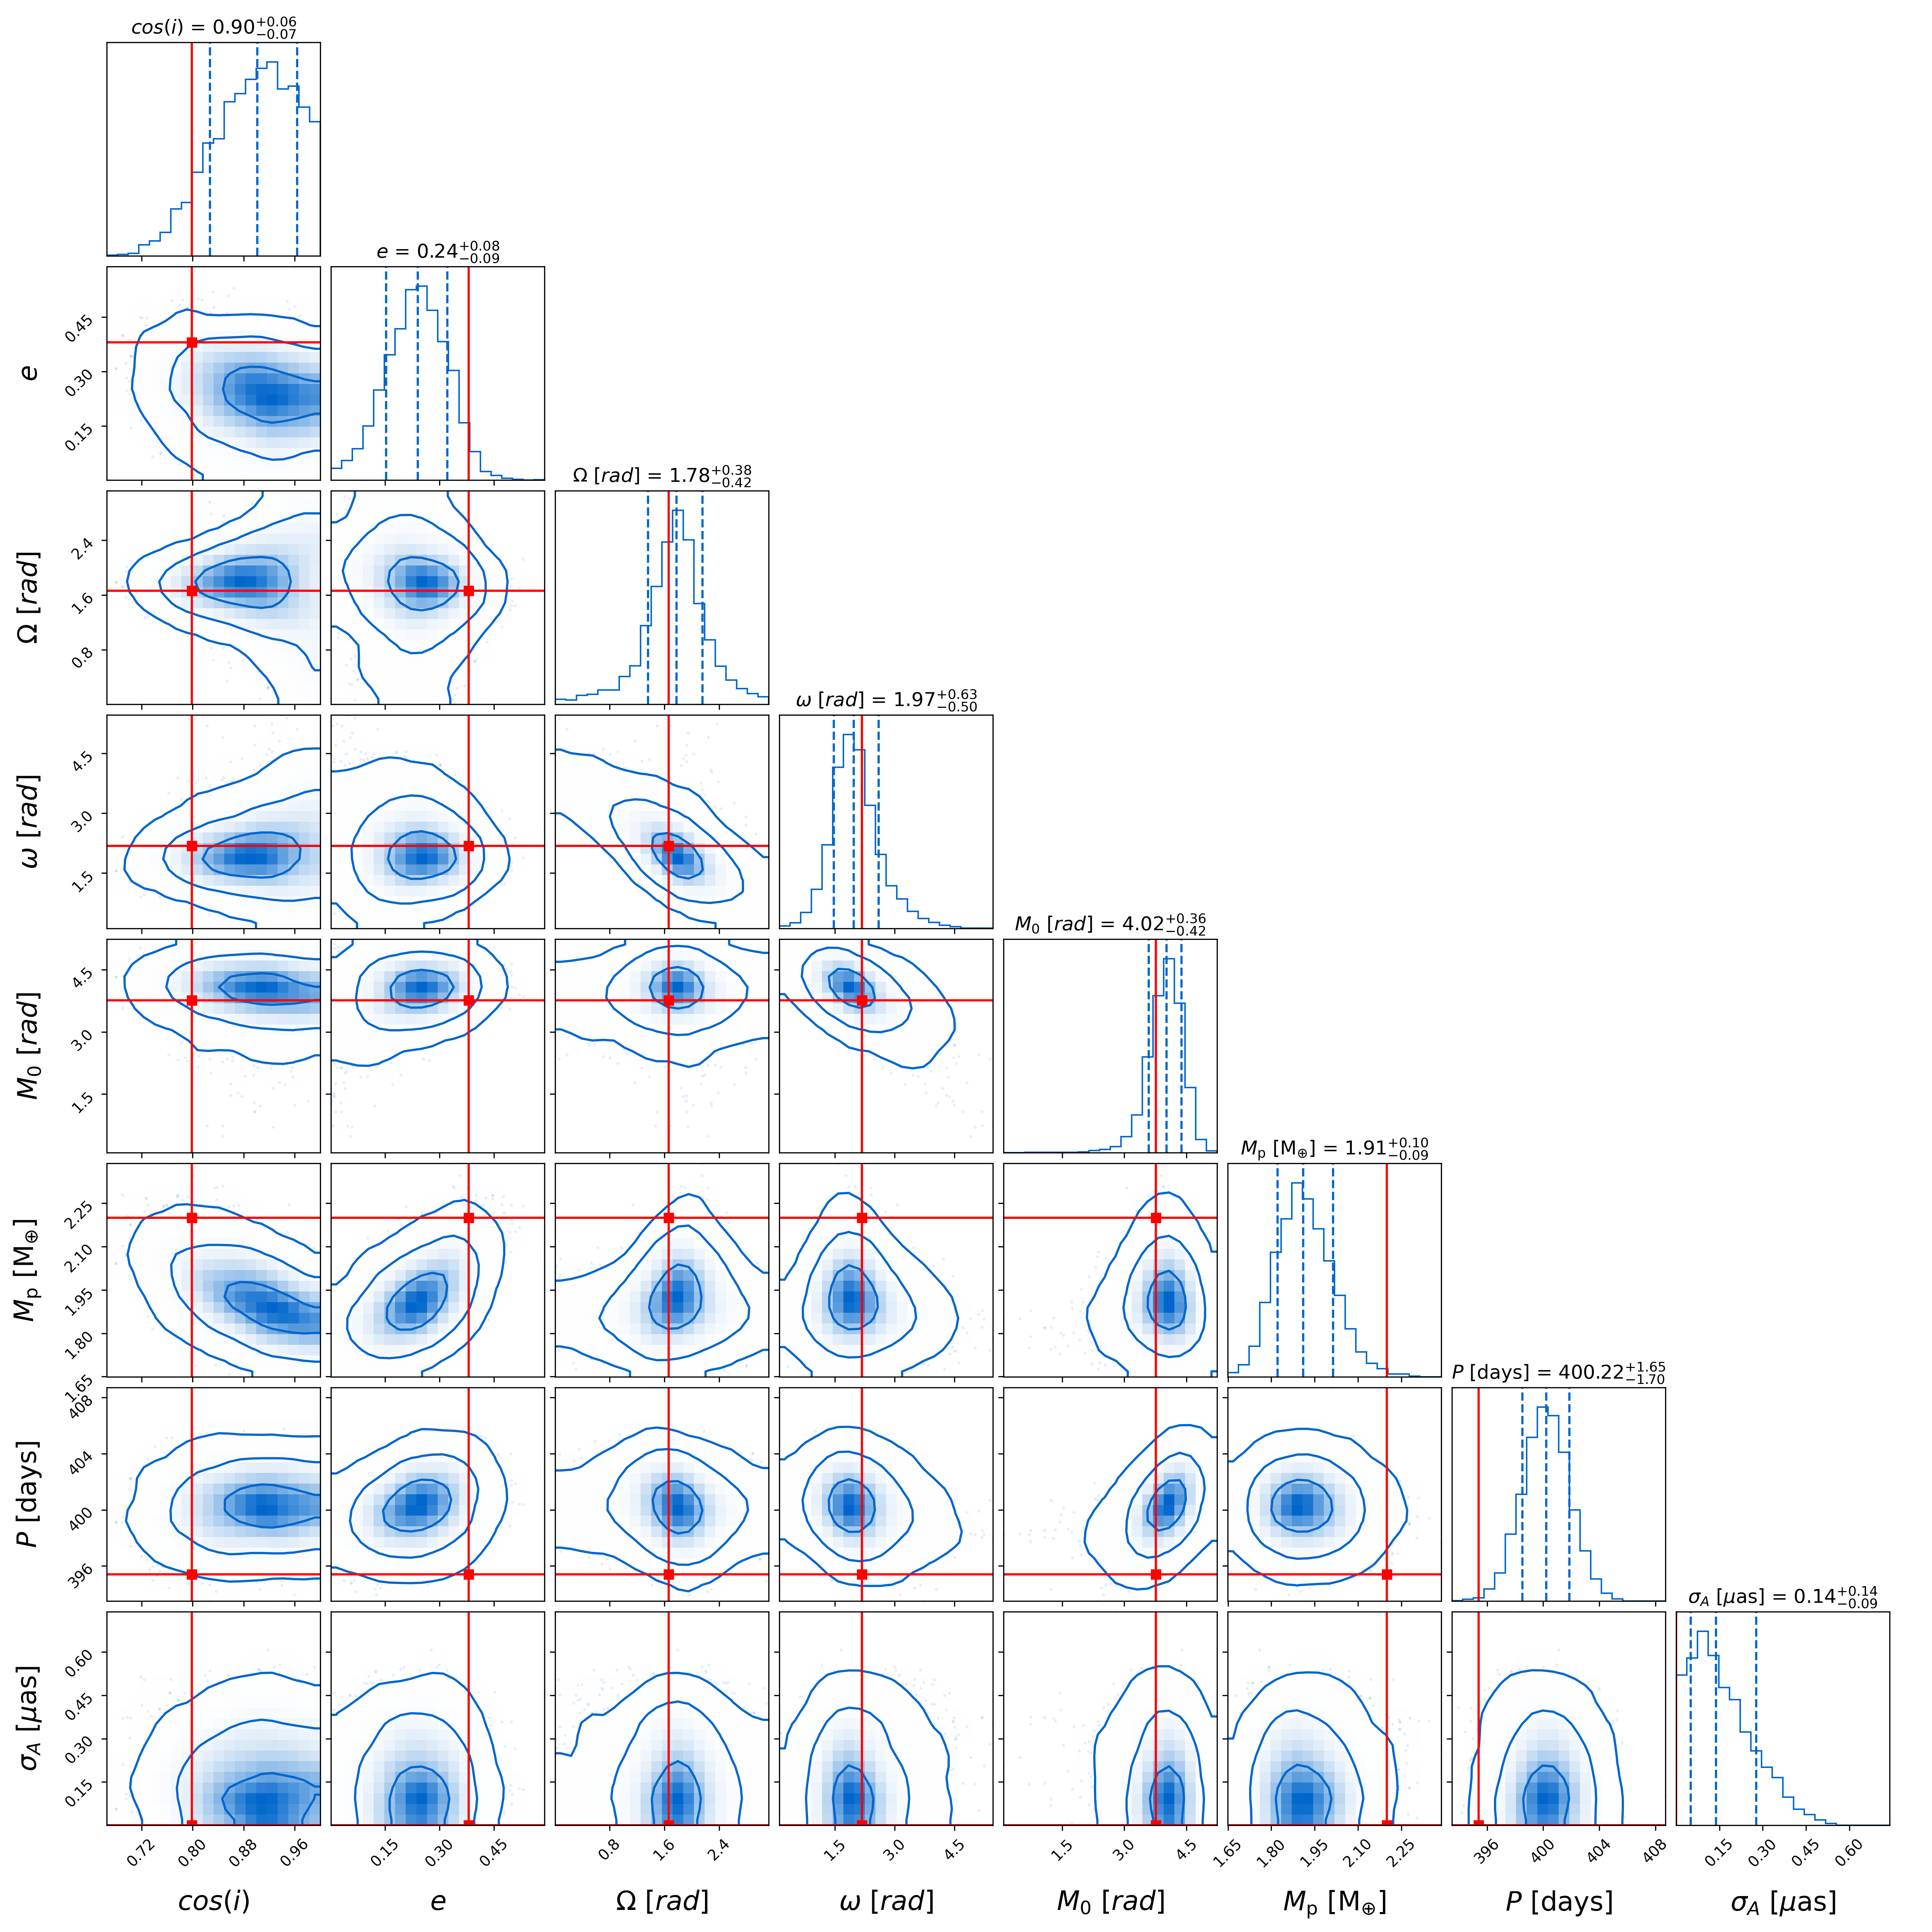 cos(i) = 0.90^{+0.06}_{-0.07}
e = 0.24^{+0.08}_{-0.09}
0.45
0.30
0.15
e
Ω [rad] = 1.78^{+0.38}_{-0.42}
2.4
1.6
0.8
Ω [rad]
ω [rad] = 1.97^{+0.63}_{-0.50}
4.5
3.0
1.5
ω [rad]
M₀ [rad] = 4.02^{+0.36}_{-0.42}
4.5
3.0
1.5
M₀ [rad]
Mₚ [M⊕] = 1.91^{+0.10}_{-0.09}
2.25
2.10
1.95
1.80
1.65
Mₚ [M⊕]
P [days] = 400.22^{+1.65}_{-1.70}
408
404
400
396
P [days]
σ_A [μas] = 0.14^{+0.14}_{-0.09}
0.60
0.45
0.30
0.15
σ_A [μas]
0.72 0.80 0.88 0.96 0.15 0.30 0.45 0.8 1.6 2.4 1.5 3.0 4.5 1.5 3.0 4.5 1.65 1.80 1.95 2.10 2.25 396 400 404 408 0.15 0.30 0.45 0.60
cos(i) e Ω [rad] ω [rad] M₀ [rad] Mₚ [M⊕] P [days] σ_A [μas]